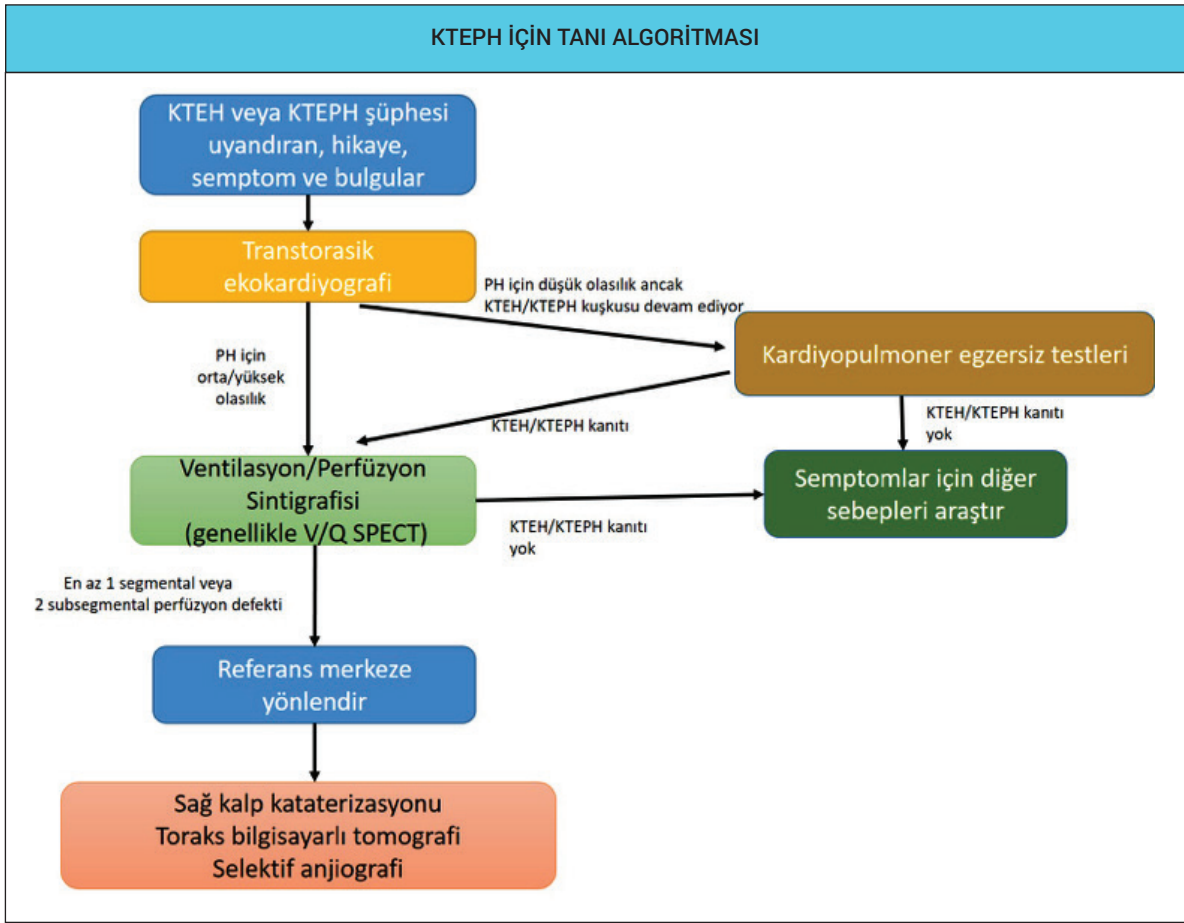 KTEPH İÇİN TANI ALGORİTMASI
KTEH veya KTEPH şüphesi
uyandıran, hikaye,
semptom ve bulgular
Transtorasik
ekokardiyografi
PH için düşük olasılık ancak
KTEH/KTEPH kuşkusu devam ediyor
Kardiyopulmoner egzersiz testleri
PH için
orta/yüksek
olasılık
KTEH/KTEPH kanıtı
KTEH/KTEPH kanıtı
yok
Ventilasyon/Perfüzyon
Sintigrafisi
(genellikle V/Q SPECT)
Semptomlar için diğer
sebepleri araştır
KTEH/KTEPH kanıtı
yok
En az 1 segmental veya
2 subsegmental perfüzyon defekti
Referans merkeze
yönlendir
Sağ kalp kataterizasyonu
Toraks bilgisayarlı tomografi
Selektif anjiografi